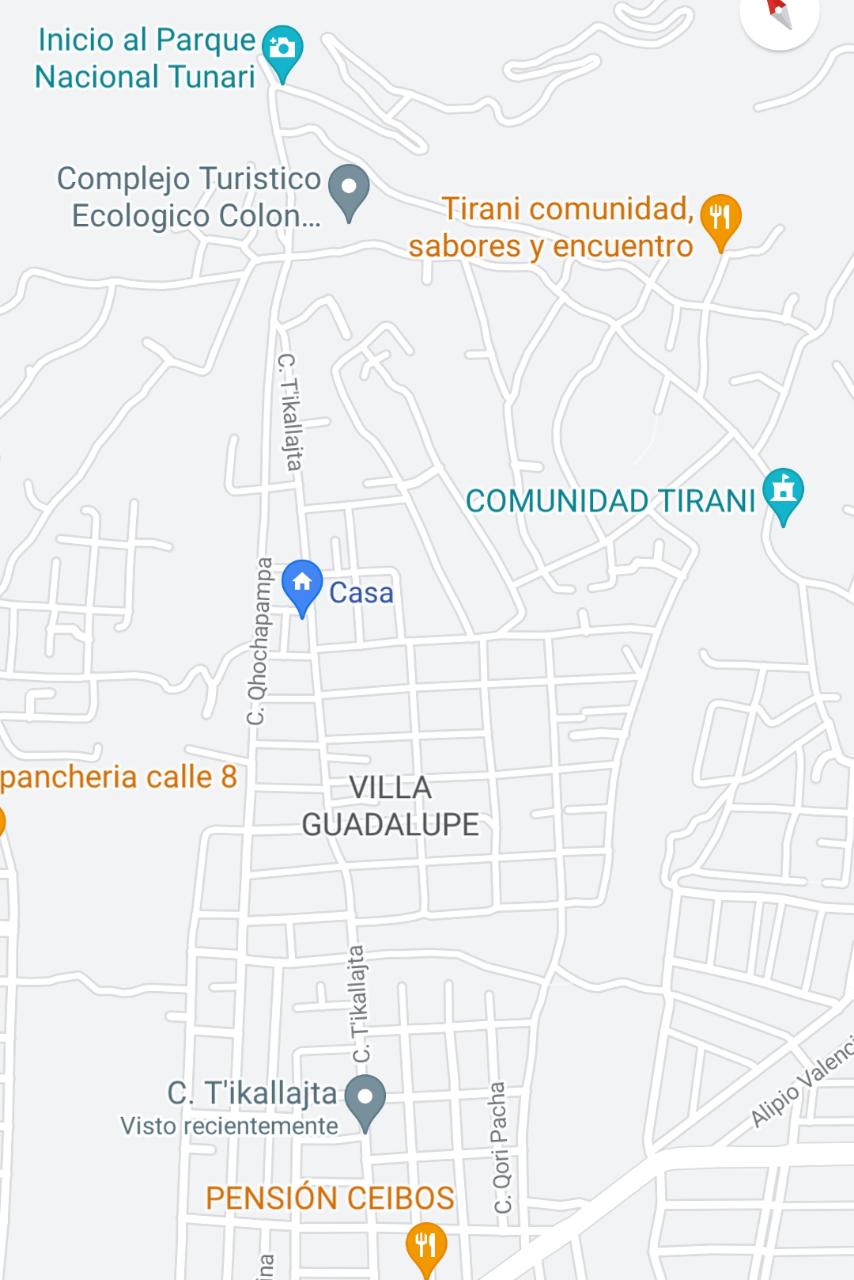 Inicio al Parque
Nacional Tunari
Complejo Turistico
Ecologico Colon...
Tirani comunidad,
sabores y encuentro
C. T'ikallajta
COMUNIDAD TIRANI
Casa
C. Qhochapampa
pancheria calle 8
VILLA
GUADALUPE
C. T'ikallajta
Alipio Valenci
C. T'ikallajta
Visto recientemente
C. Qori Pacha
PENSIÓN CEIBOS
ina